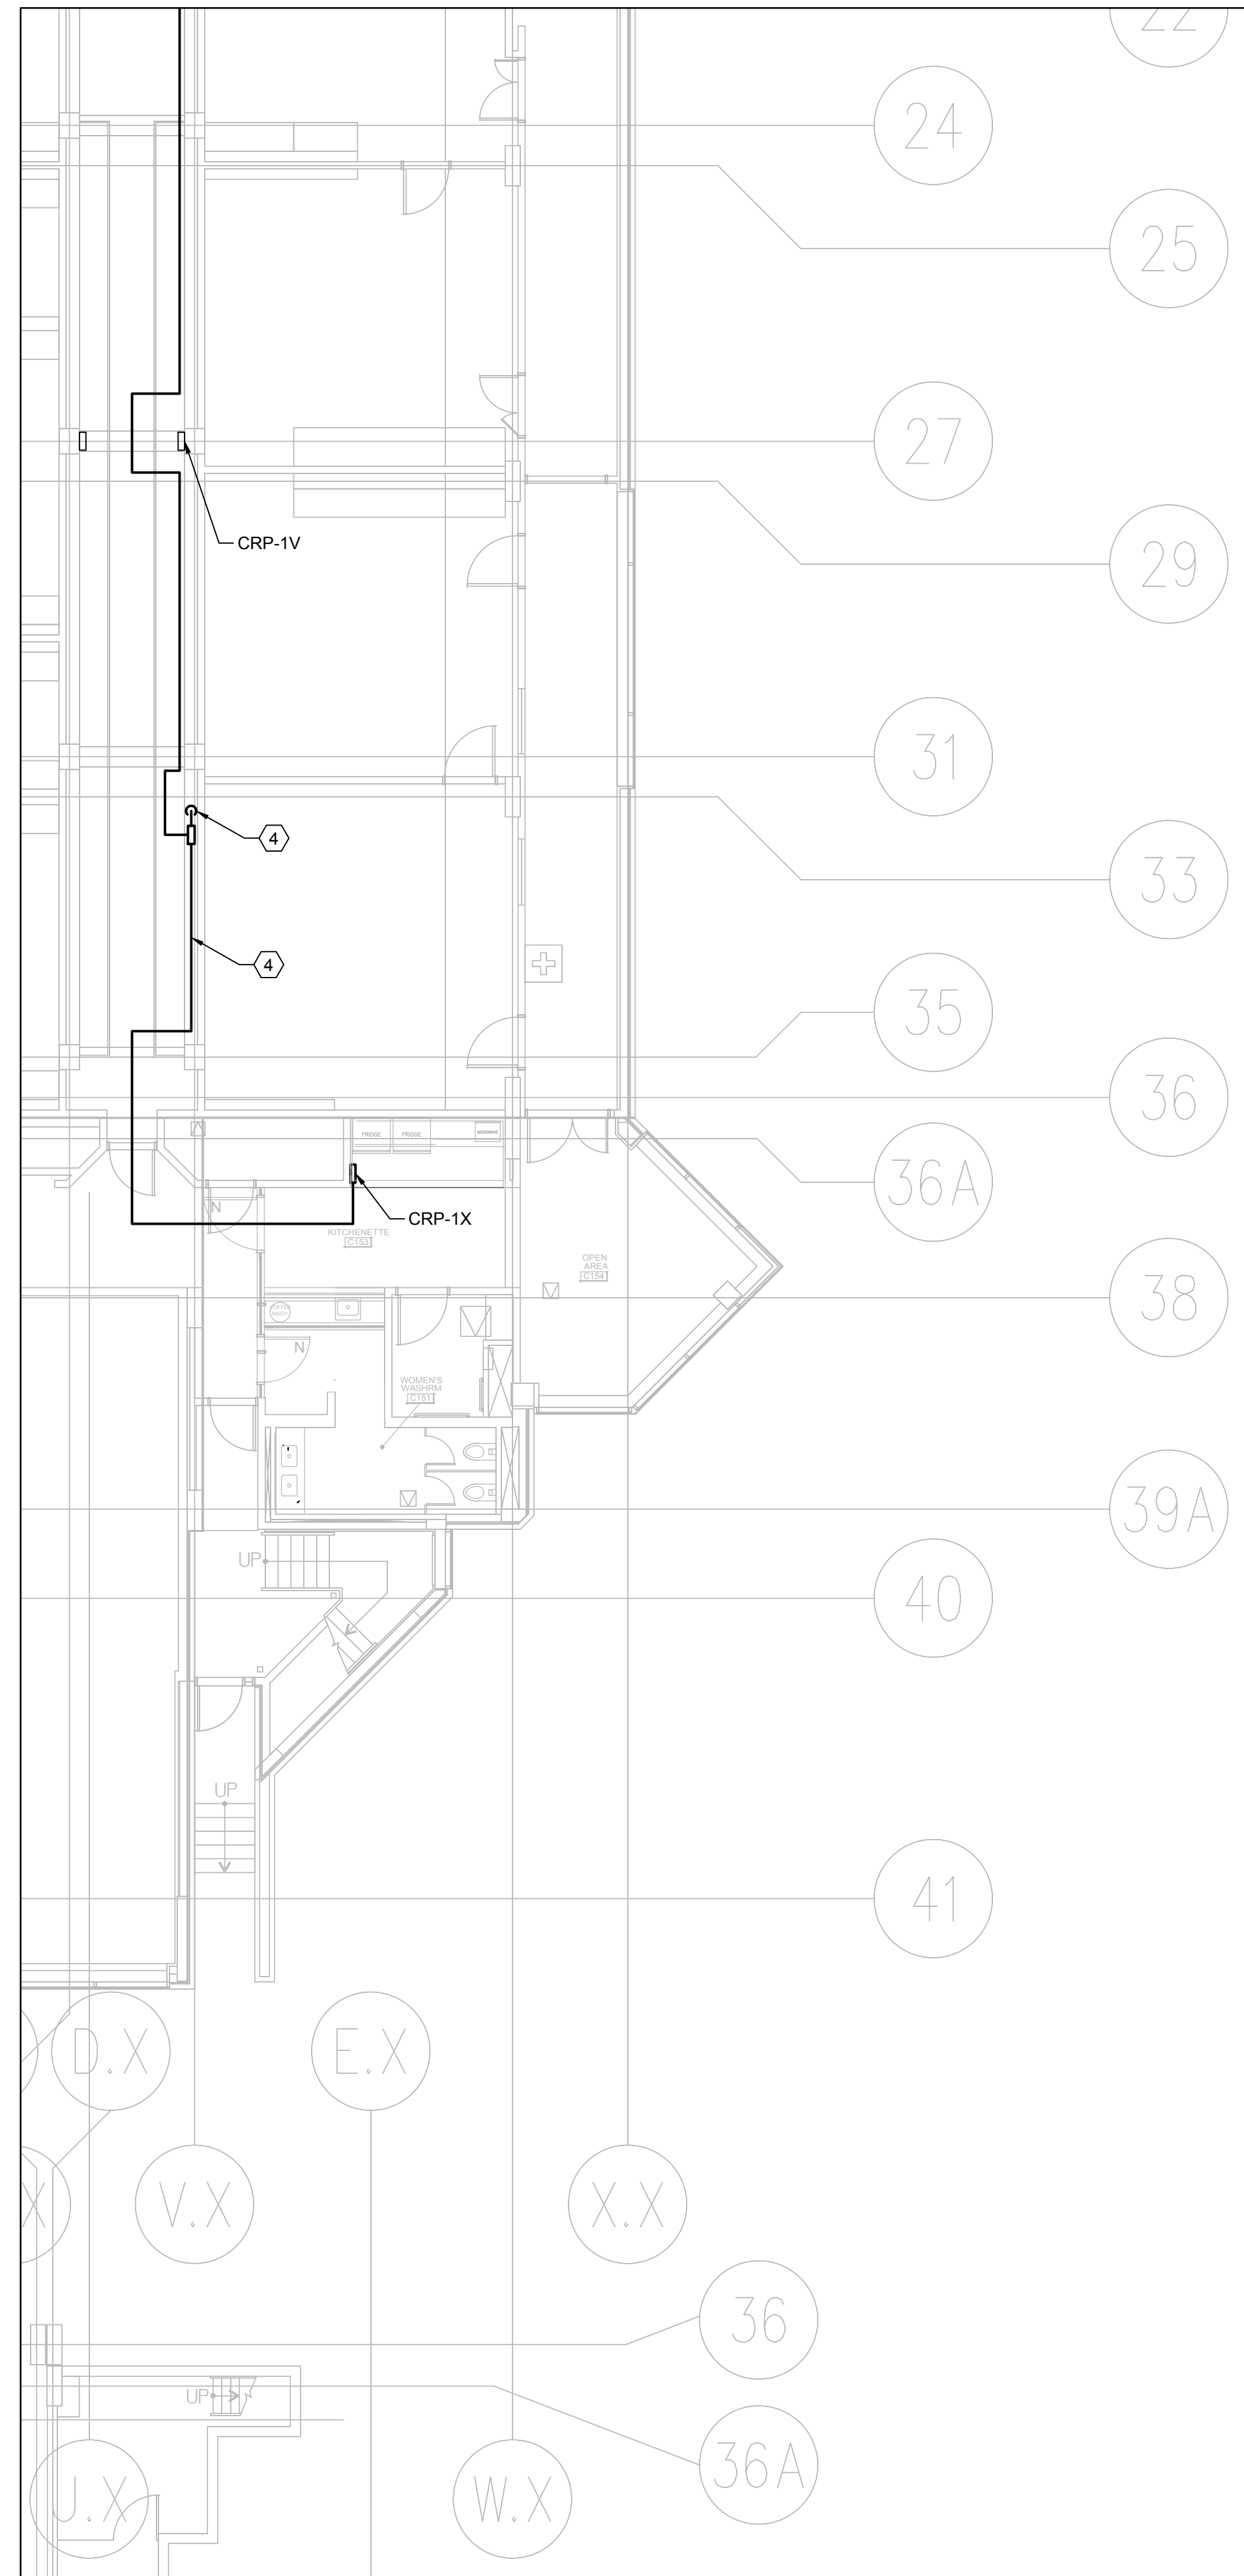 22
24
25
27
29
CRP-1V
31
4
33
4
35
36
FRIDGE
FRIDGE
36A
N
CRP-1X
KITCHENETTE
C153
OPEN
AREA
C154
38
N
WOMEN'S
WASHRM
C151
39A
UP
40
UP
41
D.X
E.X
X
V.X
X.X
36
UP
36A
U.X
W.X